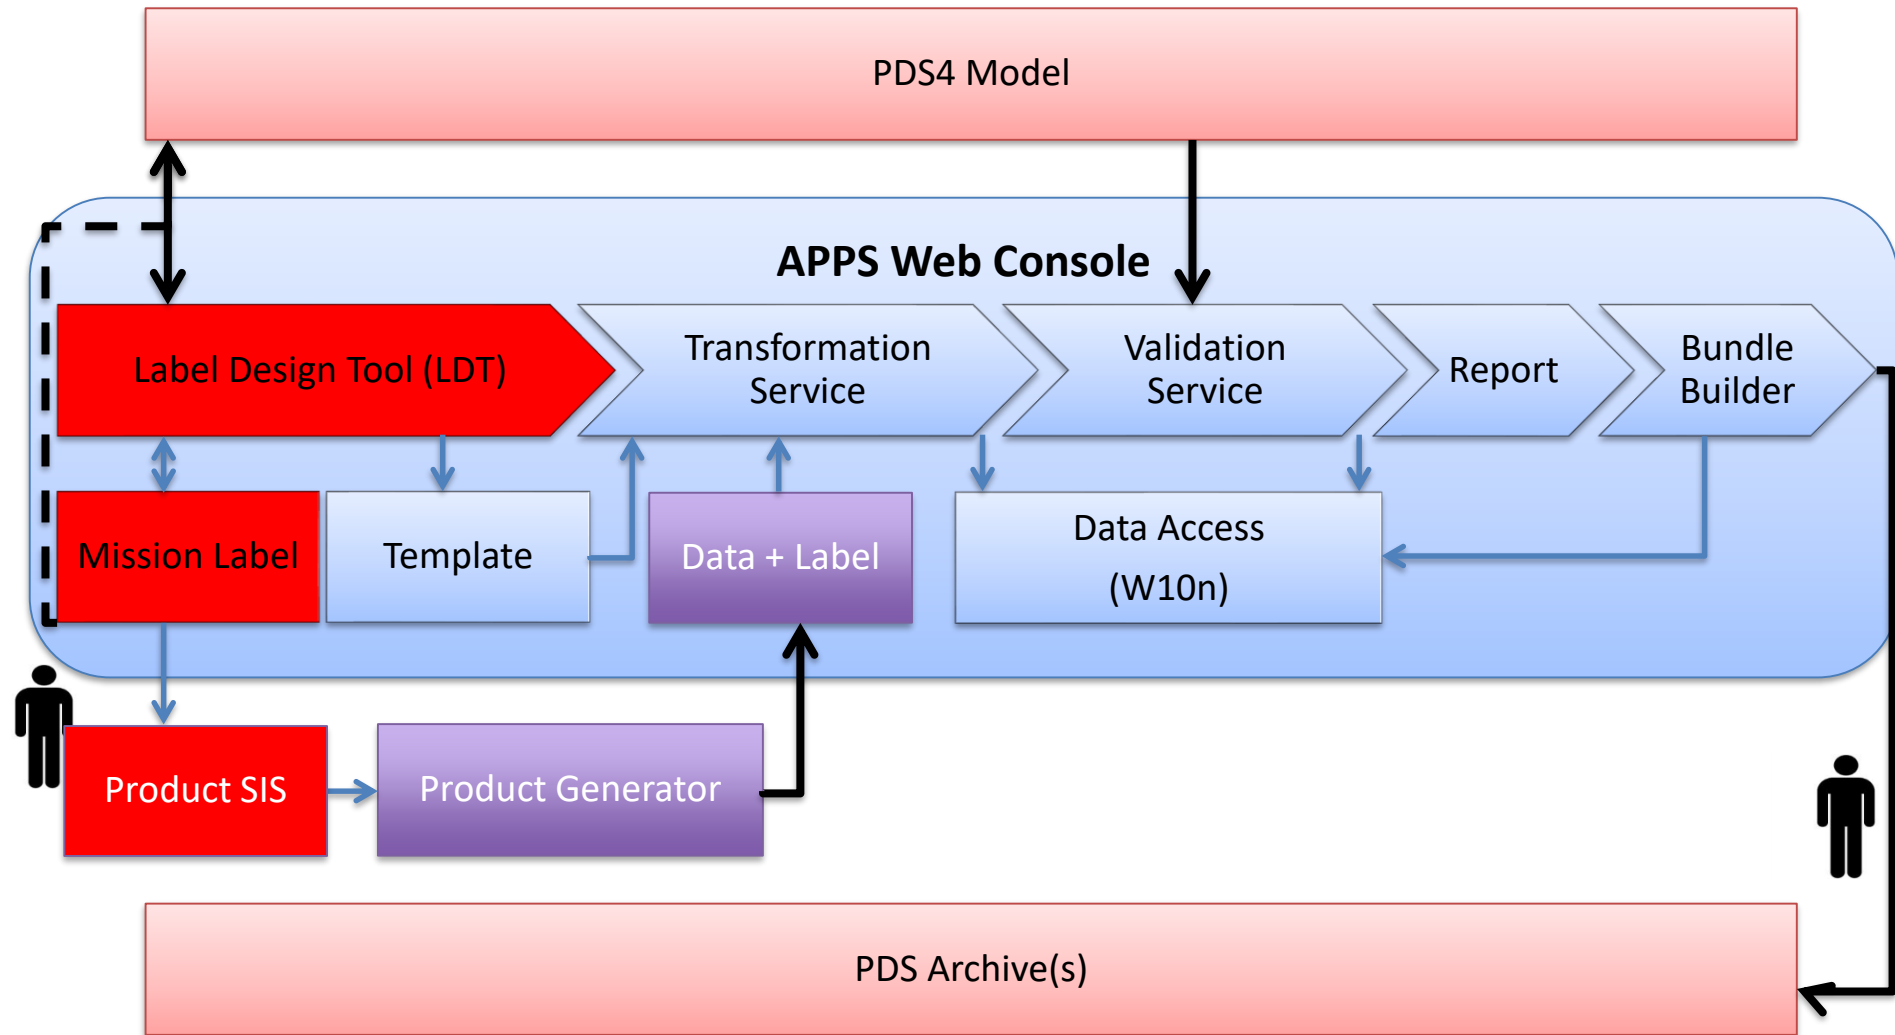 PDS4 Model
APPS Web Console
Label Design Tool (LDT)
Transformation
Service
Validation
Service
Report
Bundle
Builder
Mission Label
Template
Data + Label
Data Access
(W10n)
Product SIS
Product Generator
PDS Archive(s)